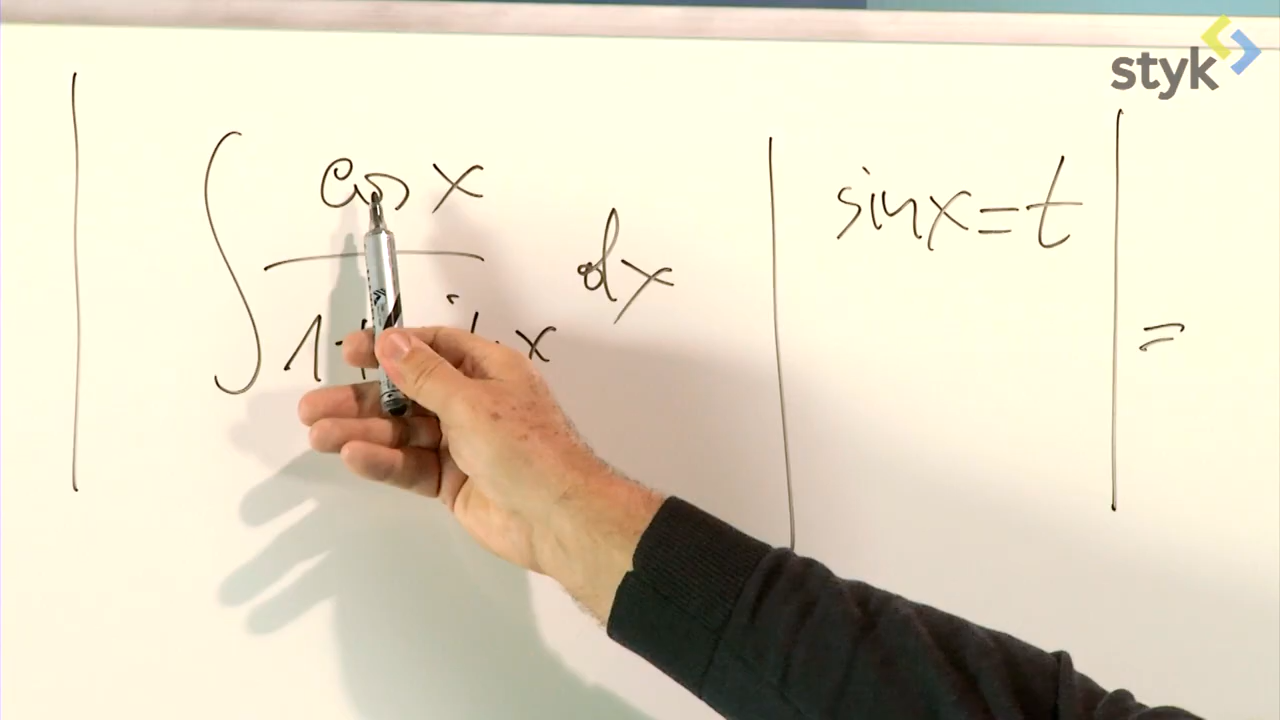 styk
∫ cos x
1+ x dx
sin x = t
=